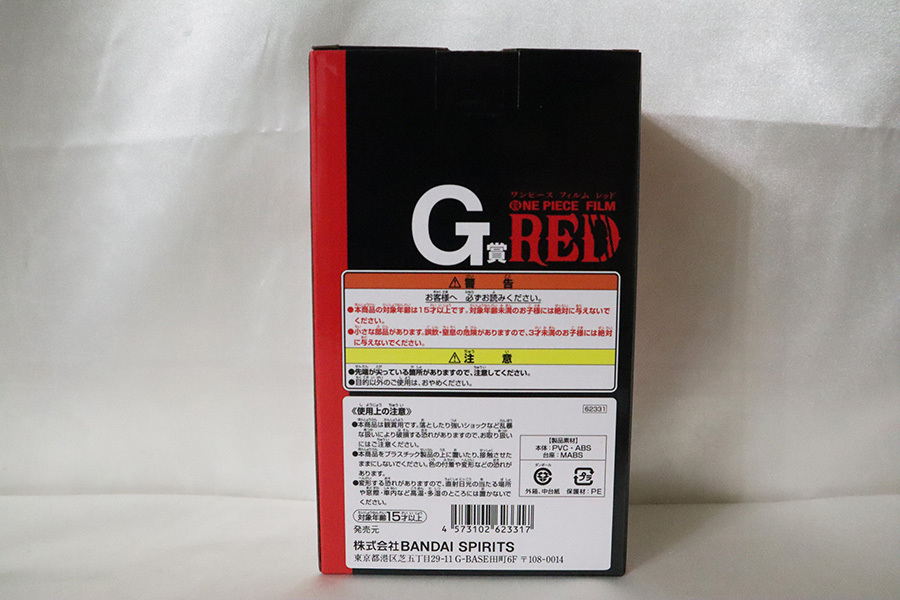 G賞
ワンピース フィルム レッド
ONE PIECE FILM
RED
⚠警告
お客様へ 必ずお読みください。
●本商品の対象年齢は15才以上です。対象年齢未満のお子様には絶対に与えないで
ください。
●小さな部品があります。誤飲・窒息の危険がありますので、3才未満のお子様には絶対
に与えないでください。
⚠注意
●先端が尖っている箇所がありますので、注意してください。
●目的以外のご使用は、おやめください。
62331
《使用上の注意》
●本商品は観賞用です。落としたり強いショックなど乱暴
な扱いにより破損する恐れがありますので、お取り扱い
にはご注意ください。
●本商品をプラスチック製品の上に置いたり、接触させた
ままにしないでください。色の付着や変形などの恐れが
あります。
●変形する恐れがありますので、直射日光の当たる場所
や窓際・車内など高温・多湿のところには置かないで
ください。
対象年齢15才以上
【製品素材】
本体:PVC・ABS
台座:MABS
ダンボール
外箱、中台紙
プラ
保護材:PE
4 573102 623317
発売元
株式会社BANDAI SPIRITS
東京都港区芝五丁目29-11 G-BASE田町6F 〒108-0014